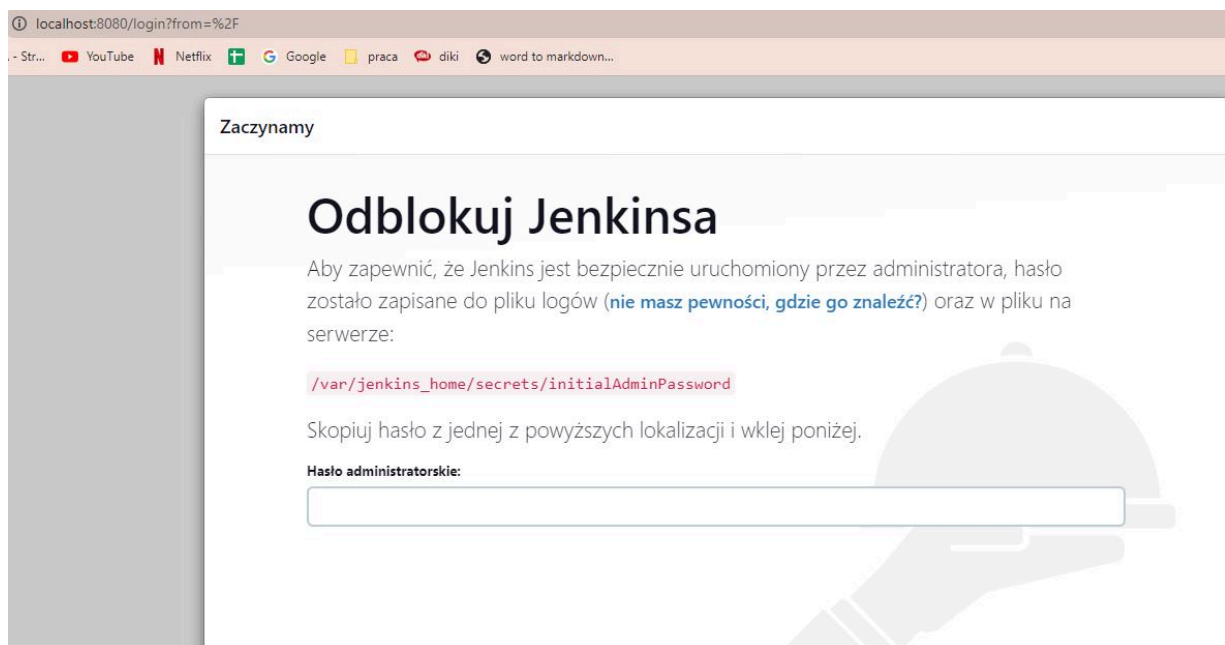 localhost:8080/login?from=%2F
- Str... YouTube Netflix Google praca diki word to markdown...
Zaczynamy
Odblokuj Jenkinsa
Aby zapewnić, że Jenkins jest bezpiecznie uruchomiony przez administratora, hasło
zostało zapisane do pliku logów (nie masz pewności, gdzie go znaleźć?) oraz w pliku na
serwerze:
/var/jenkins_home/secrets/initialAdminPassword
Skopiuj hasło z jednej z powyższych lokalizacji i wklej poniżej.
Hasło administratorskie: